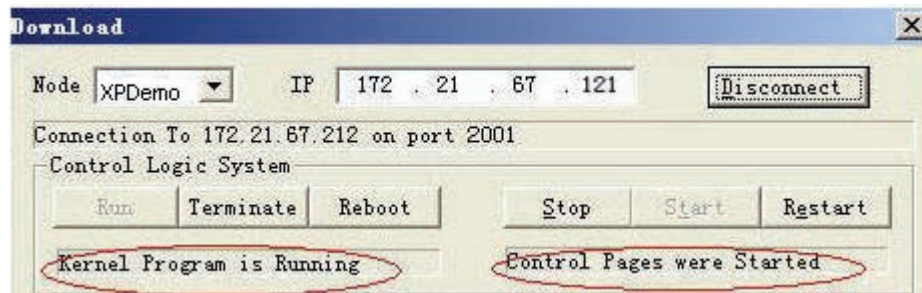 Download
Node XPDemo IP 172 . 21 . 67 . 121 Disconnect
Connection To 172.21.67.212 on port 2001
Control Logic System
Run Terminate Reboot Stop Start Restart
Kernel Program is Running Control Pages were Started